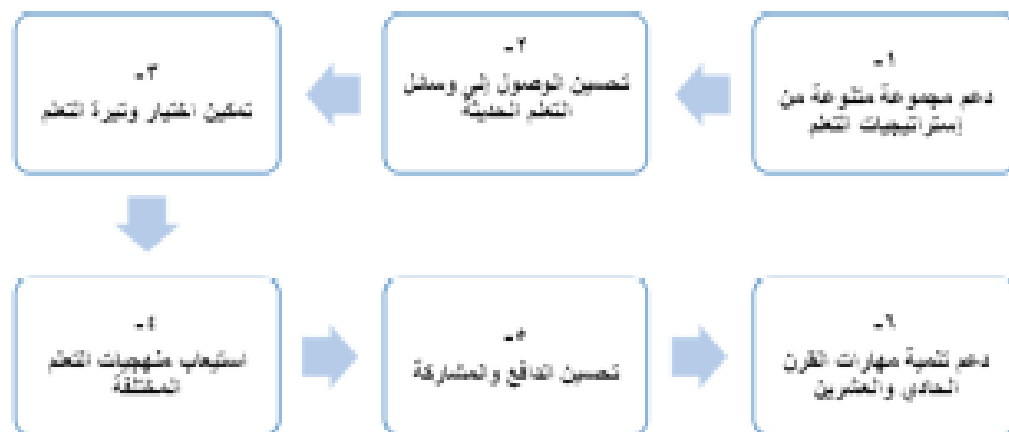 ١-
دعم مجموعة متنوعة من
إستراتيجيات التعلم
٢-
تحسين الوصول إلي وسائل
التعلم الحديثة
٣-
تمكين اختيار وتيرة التعلم
٤-
استيعاب منهجيات التعلم
المختلفة
٥-
تحسين الدافع والمشاركة
٦-
دعم تنمية مهارات القرن
الحادي والعشرين